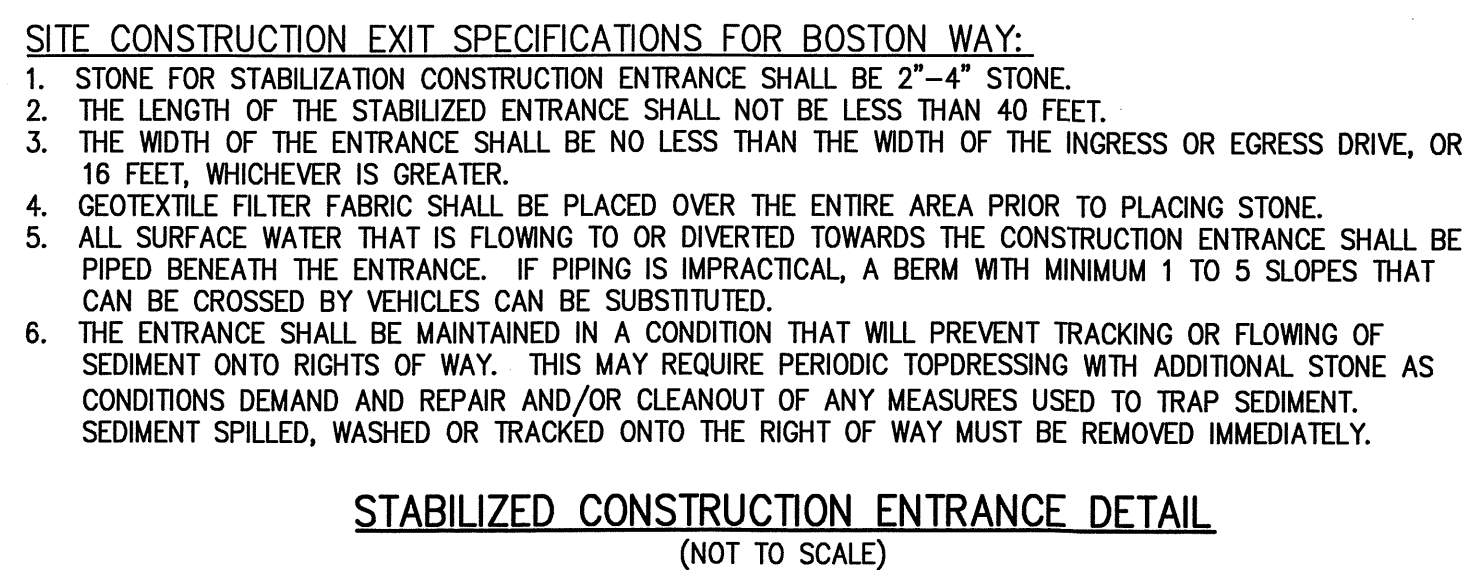 SITE CONSTRUCTION EXIT SPECIFICATIONS FOR BOSTON WAY:
1. STONE FOR STABILIZATION CONSTRUCTION ENTRANCE SHALL BE 2"-4" STONE.
2. THE LENGTH OF THE STABILIZED ENTRANCE SHALL NOT BE LESS THAN 40 FEET.
3. THE WIDTH OF THE ENTRANCE SHALL BE NO LESS THAN THE WIDTH OF THE INGRESS OR EGRESS DRIVE, OR
16 FEET, WHICHEVER IS GREATER.
4. GEOTEXTILE FILTER FABRIC SHALL BE PLACED OVER THE ENTIRE AREA PRIOR TO PLACING STONE.
5. ALL SURFACE WATER THAT IS FLOWING TO OR DIVERTED TOWARDS THE CONSTRUCTION ENTRANCE SHALL BE
PIPED BENEATH THE ENTRANCE. IF PIPING IS IMPRACTICAL, A BERM WITH MINIMUM 1 TO 5 SLOPES THAT
CAN BE CROSSED BY VEHICLES CAN BE SUBSTITUTED.
6. THE ENTRANCE SHALL BE MAINTAINED IN A CONDITION THAT WILL PREVENT TRACKING OR FLOWING OF
SEDIMENT ONTO RIGHTS OF WAY. THIS MAY REQUIRE PERIODIC TOPDRESSING WITH ADDITIONAL STONE AS
CONDITIONS DEMAND AND REPAIR AND/OR CLEANOUT OF ANY MEASURES USED TO TRAP SEDIMENT.
SEDIMENT SPILLED, WASHED OR TRACKED ONTO THE RIGHT OF WAY MUST BE REMOVED IMMEDIATELY.
STABILIZED CONSTRUCTION ENTRANCE DETAIL
(NOT TO SCALE)